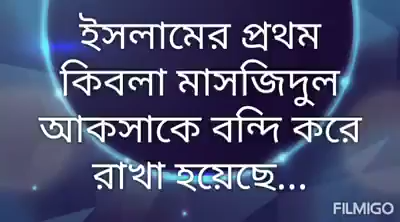 ইসলামের প্রথম
কিবলা মাসজিদুল
আকসাকে বন্দি করে
রাখা হয়েছে...
FILMIGO